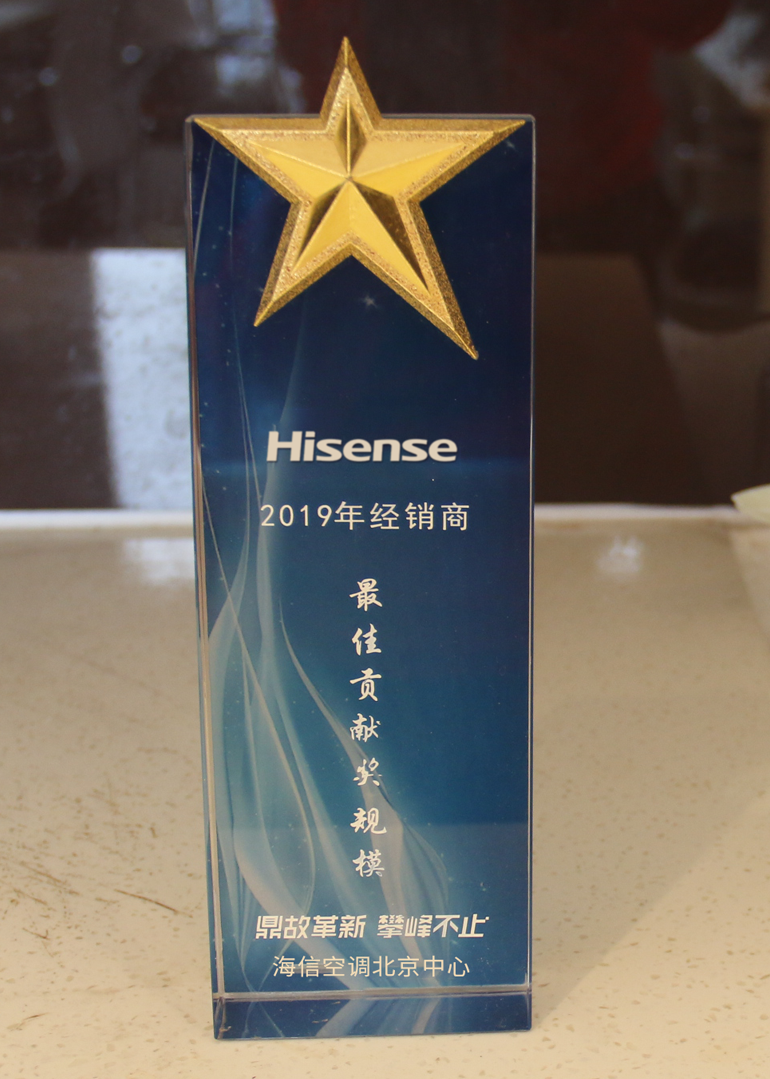 Hisense
2019年经销商
最佳贡献奖规模
鼎故革新 攀峰不止
海信空调北京中心